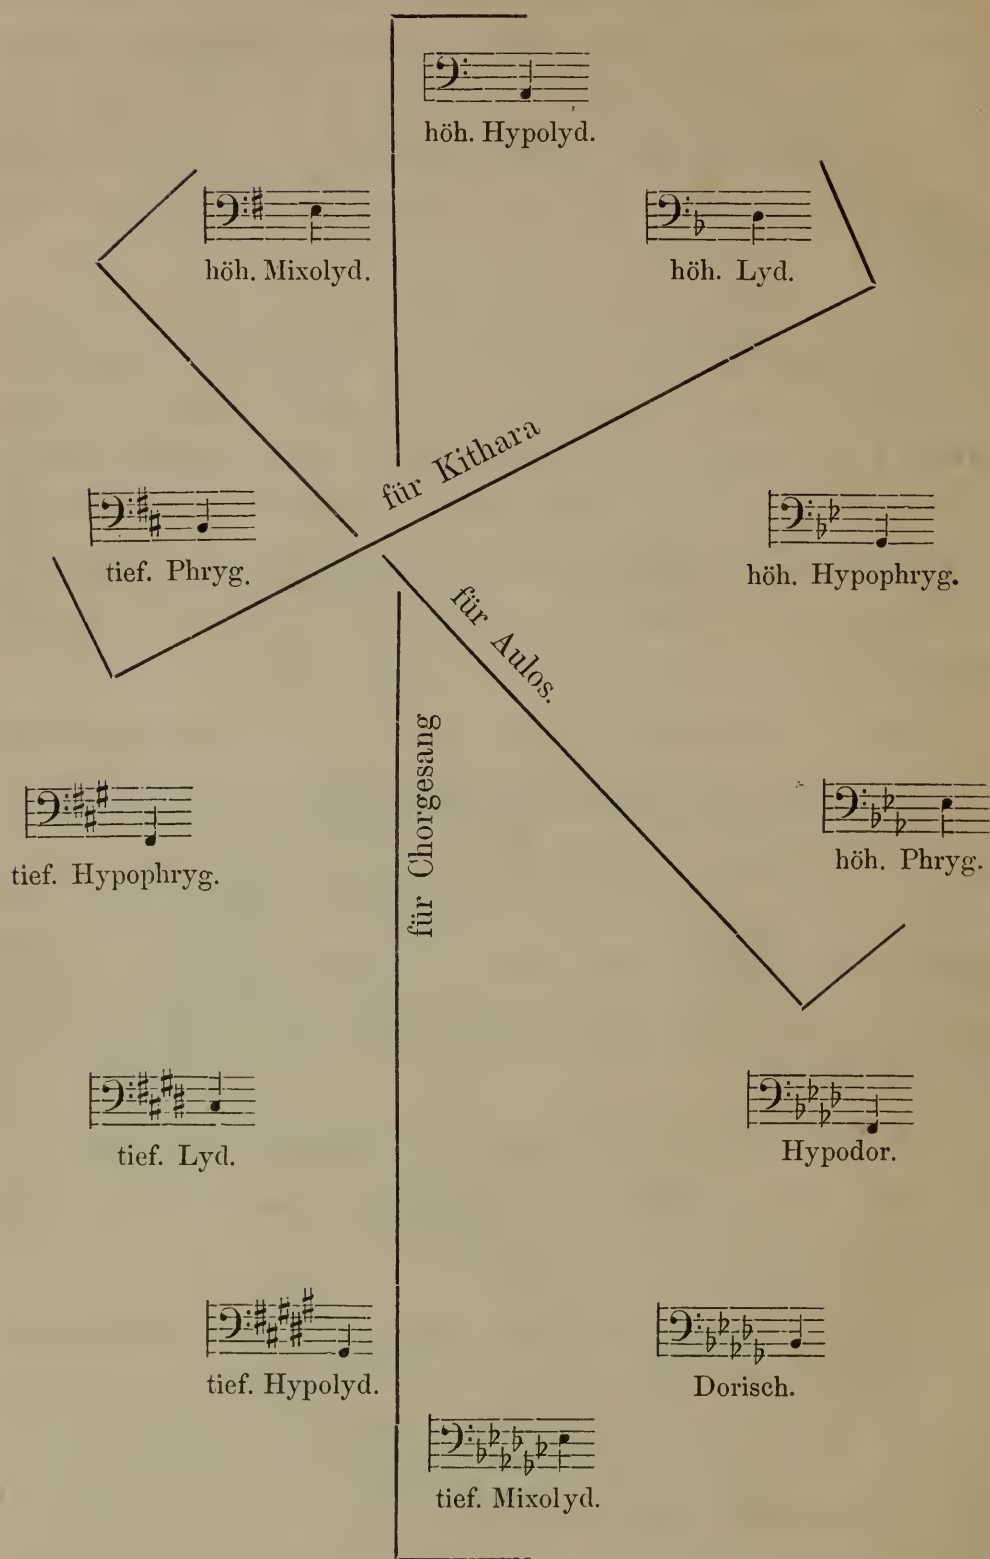 höh. Hypolyd.
höh. Mixolyd.
höh. Lyd.
für Kithara
tief. Phryg.
höh. Hypophryg.
für Aulos.
für Chorgesang
höh. Phryg.
tief. Hypophryg.
tief. Lyd.
Hypodor.
tief. Hypolyd.
Dorisch.
tief. Mixolyd.